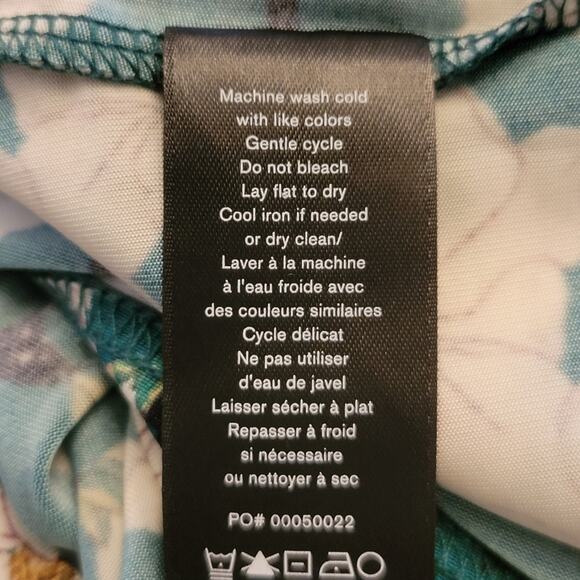 Machine wash cold
with like colors
Gentle cycle
Do not bleach
Lay flat to dry
Cool iron if needed
or dry clean/
Laver à la machine
à l'eau froide avec
des couleurs similaires
Cycle délicat
Ne pas utiliser
d'eau de javel
Laisser sécher à plat
Repasser à froid
si nécessaire
ou nettoyer à sec
PO# 00050022